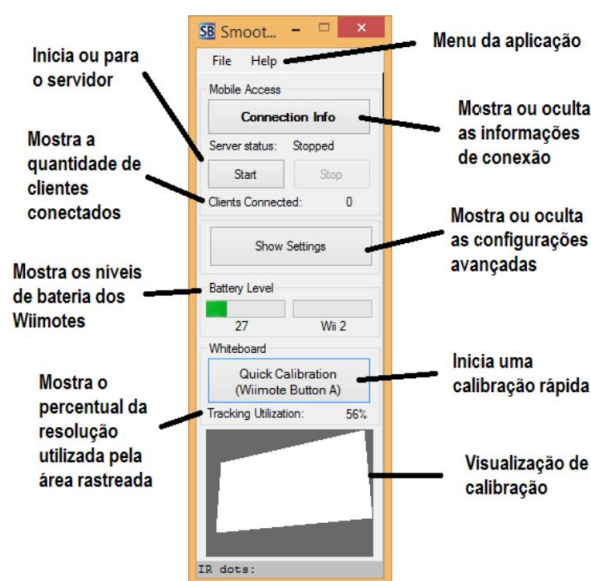 SB Smoot...
File Help
Mobile Access
Connection Info
Server status: Stopped
Start Stop
Clients Connected: 0
Show Settings
Battery Level
27 Wii 2
Whiteboard
Quick Calibration
(Wiimote Button A)
Tracking Utilization: 56%
IR dots:
Inicia ou para
o servidor
Mostra a
quantidade de
clientes
conectados
Mostra os níveis
de bateria dos
Wiimotes
Mostra o
percentual da
resolução
utilizada pela
área rastreada
Menu da aplicação
Mostra ou oculta
as informações
de conexão
Mostra ou oculta
as configurações
avançadas
Inicia uma
calibração rápida
Visualização de
calibração